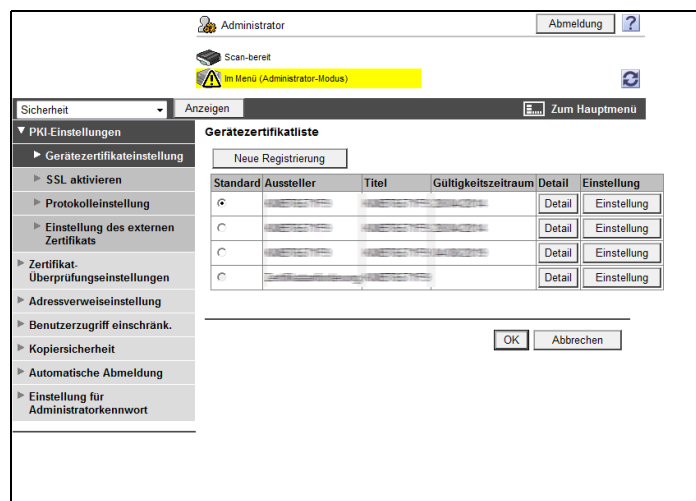 Administrator
Abmeldung
?
Scan-bereit
Im Menü (Administrator-Modus)
Sicherheit
Anzeigen
Zum Hauptmenü
PKI-Einstellungen
Gerätezertifikateinstellung
SSL aktivieren
Protokolleinstellung
Einstellung des externen
Zertifikats
Zertifikat-
Überprüfungseinstellungen
Adressverweiseinstellung
Benutzerzugriff einschränk.
Kopiersicherheit
Automatische Abmeldung
Einstellung für
Administratorkennwort
Gerätezertifikatliste
Neue Registrierung
Standard Aussteller Titel Gültigkeitszeitraum Detail Einstellung
Detail Einstellung
Detail Einstellung
Detail Einstellung
Detail Einstellung
OK Abbrechen